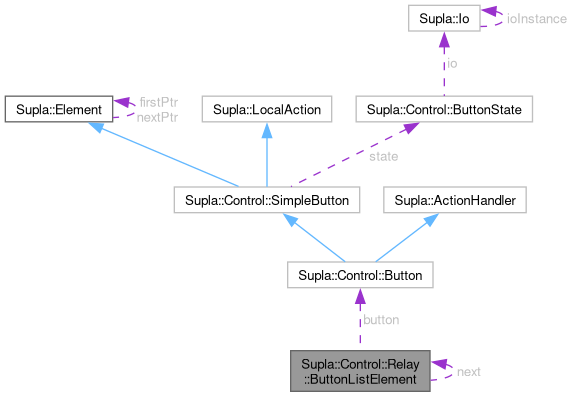 Supla::Io
ioInstance
io
Supla::Element
firstPtr
nextPtr
Supla::LocalAction
Supla::Control::ButtonState
state
Supla::Control::SimpleButton
Supla::ActionHandler
Supla::Control::Button
button
Supla::Control::Relay
::ButtonListElement
next